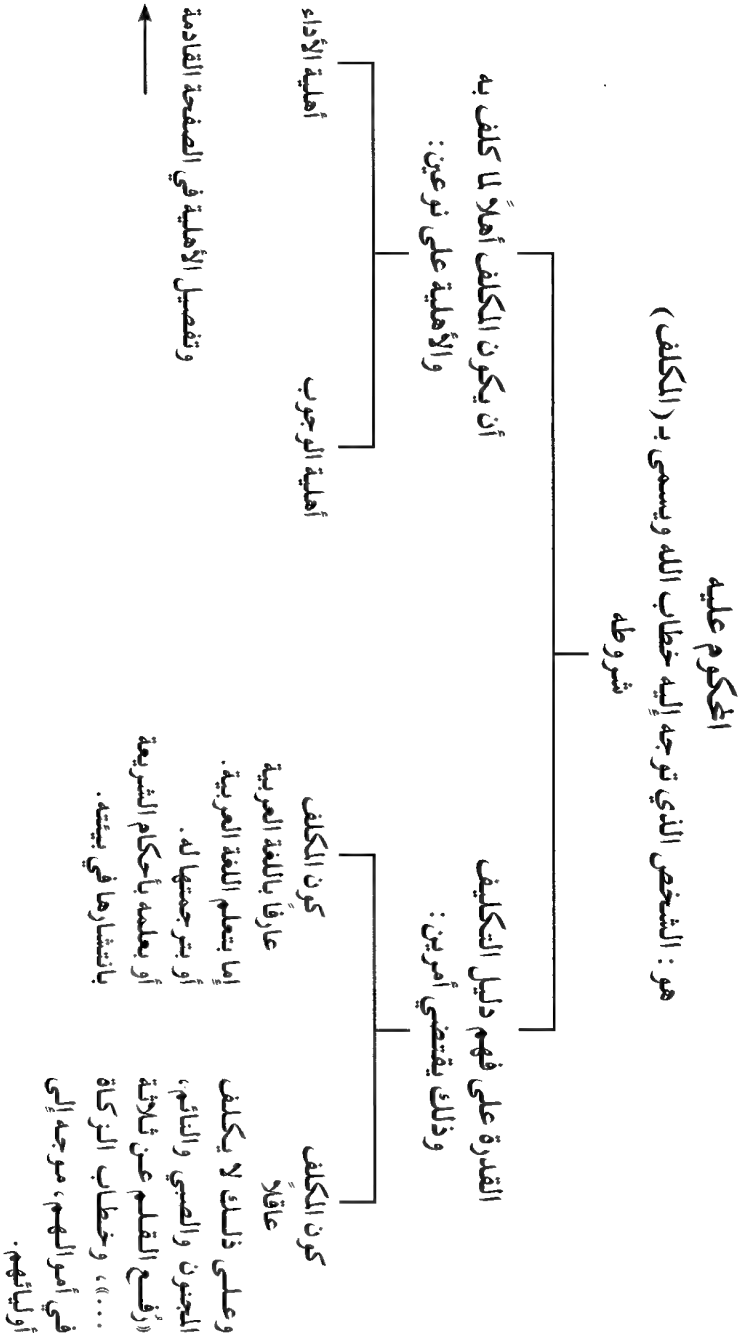 المحكوم عليه
هو: الشخص الذي توجه إليه خطاب الله ويسمى بـ (المكلف)
شروطه
القدرة على فهم دليل التكليف
وذلك يقتضي أمرين:
كون المكلف
عاقلاً
وعلى ذلك لا يكلف
المجنون والصبي والنائم،
«رُفع القلم عن ثلاثة
...»، وخطاب الزكاة
في أموالهم، موجه إلى
أوليائهم.
كون المكلف
عارفًا باللغة العربية
إما بتعلم اللغة العربية.
أو بترجمتها له.
أو بعلمه بأحكام الشريعة
بانتشارها في بيئته.
أن يكون المكلف أهلاً لما كلف به
والأهلية على نوعين:
أهلية الوجوب
أهلية الأداء
وتفصيل الأهلية في الصفحة القادمة